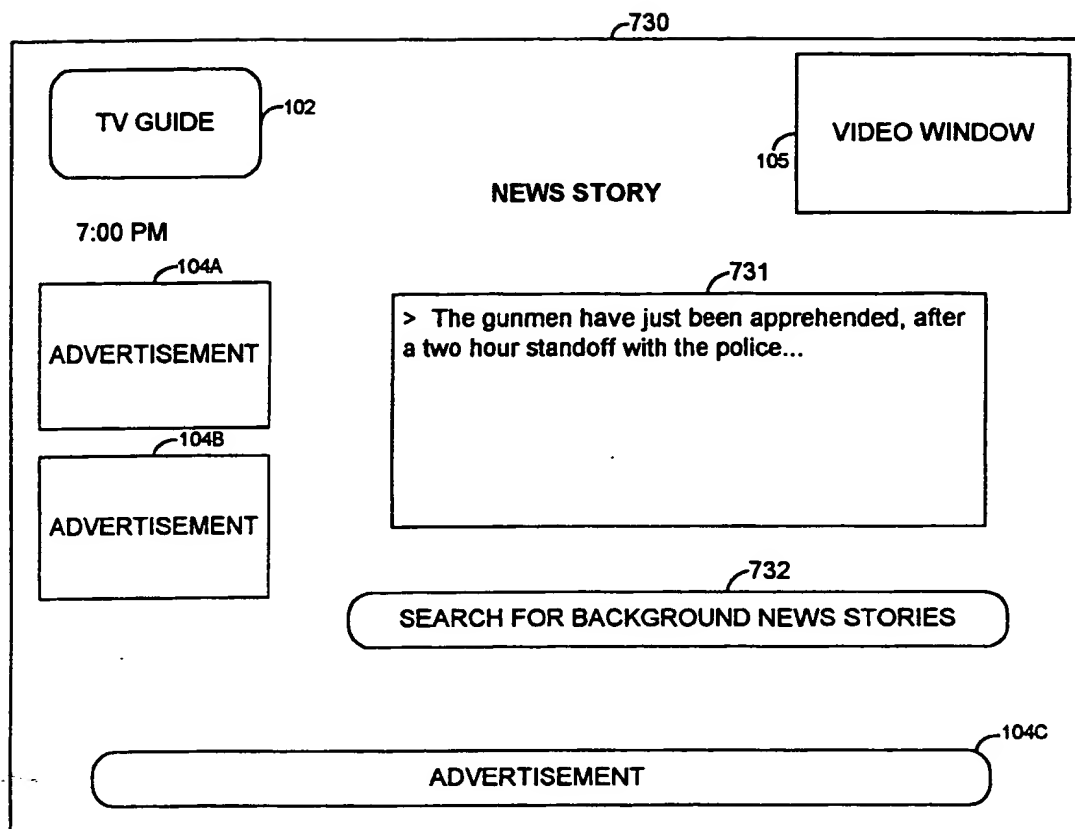 730
TV GUIDE
102
VIDEO WINDOW
105
NEWS STORY
7:00 PM
104A
ADVERTISEMENT
731
> The gunmen have just been apprehended, after
a two hour standoff with the police...
104B
ADVERTISEMENT
732
SEARCH FOR BACKGROUND NEWS STORIES
104C
ADVERTISEMENT